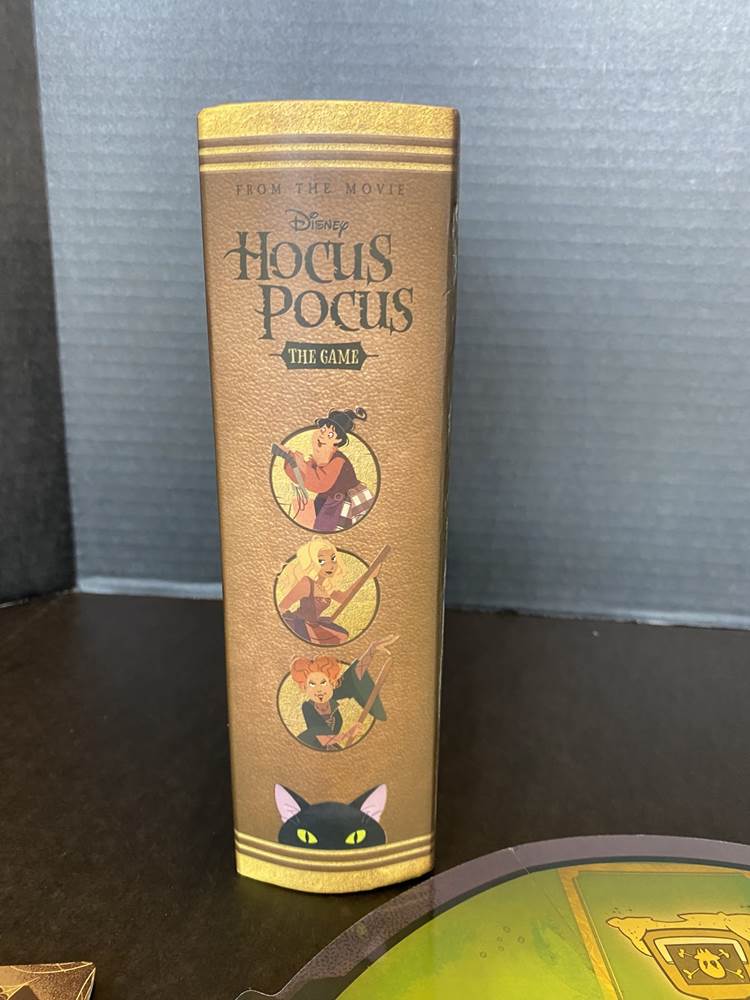 FROM THE MOVIE
Disney
HOCUS
POCUS
THE GAME